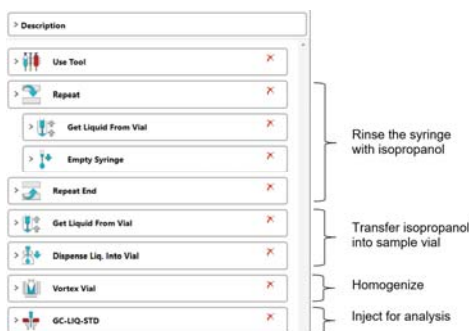 Description
Use Tool
Repeat
Get Liquid From Vial
Empty Syringe
Repeat End
Get Liquid From Vial
Dispense Liq. Into Vial
Vortex Vial
GC-LIQ-STD
Rinse the syringe
with isopropanol
Transfer isopropanol
into sample vial
Homogenize
Inject for analysis